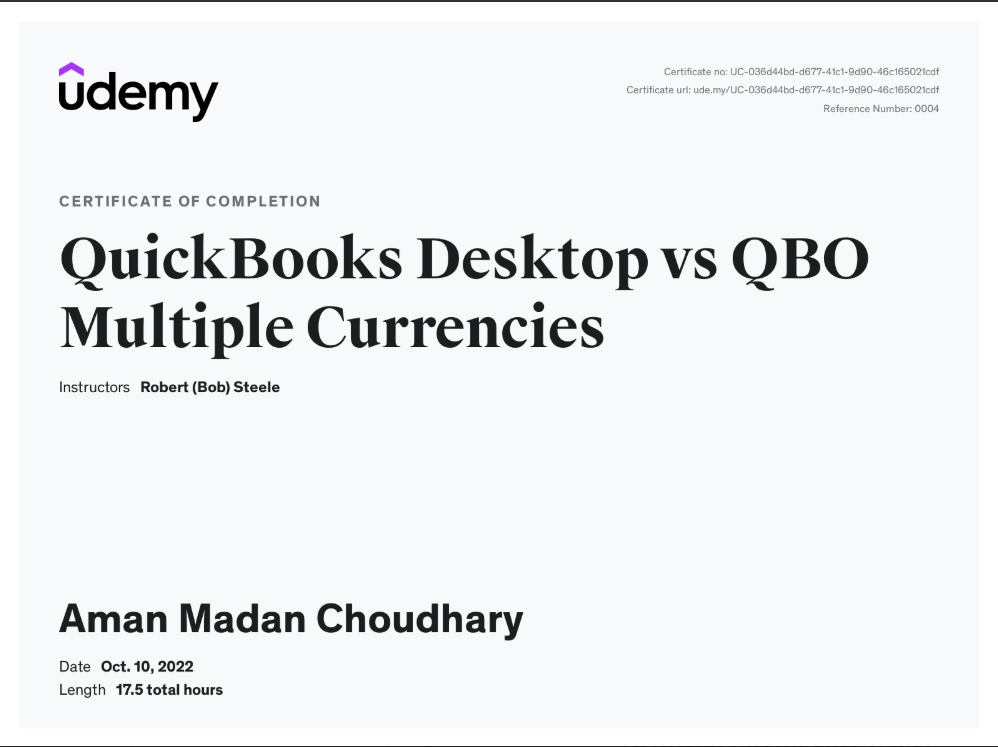 udemy
Certificate no: UC-036d44bd-d677-41c1-9d90-46c165021cdf
Certificate url: ude.my/UC-036d44bd-d677-41c1-9d90-46c165021cdf
Reference Number: 0004
CERTIFICATE OF COMPLETION
QuickBooks Desktop vs QBO
Multiple Currencies
Instructors Robert (Bob) Steele
Aman Madan Choudhary
Date Oct. 10, 2022
Length 17.5 total hours